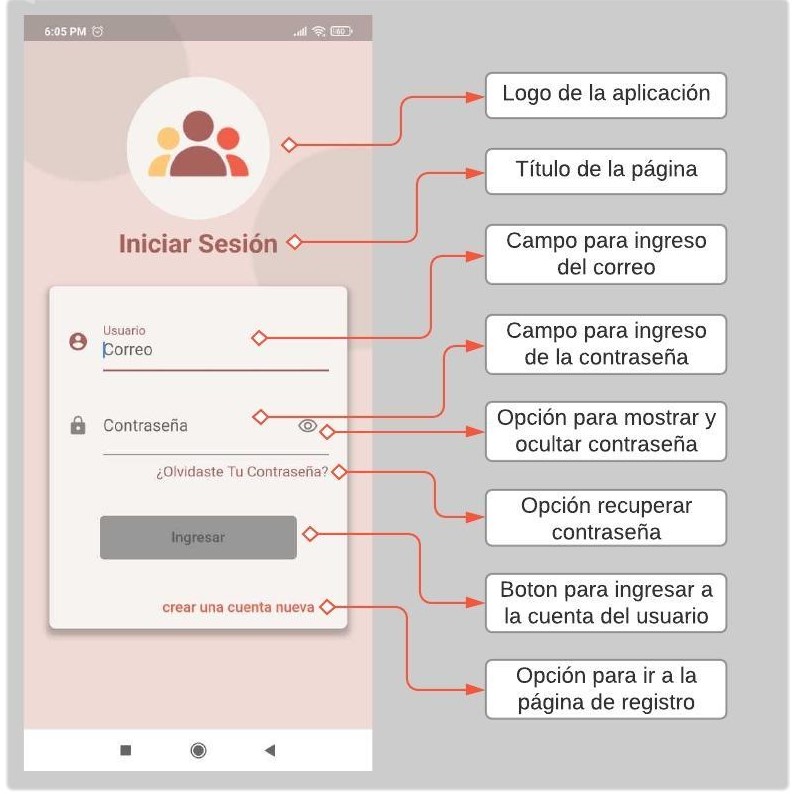 6:05 PM
60
Logo de la aplicación
Título de la página
Iniciar Sesión
Campo para ingreso
del correo
Usuario
Correo
Campo para ingreso
de la contraseña
Contraseña
Opción para mostrar y
ocultar contraseña
¿Olvidaste Tu Contraseña?
Opción recuperar
contraseña
Ingresar
Boton para ingresar a
la cuenta del usuario
crear una cuenta nueva
Opción para ir a la
página de registro